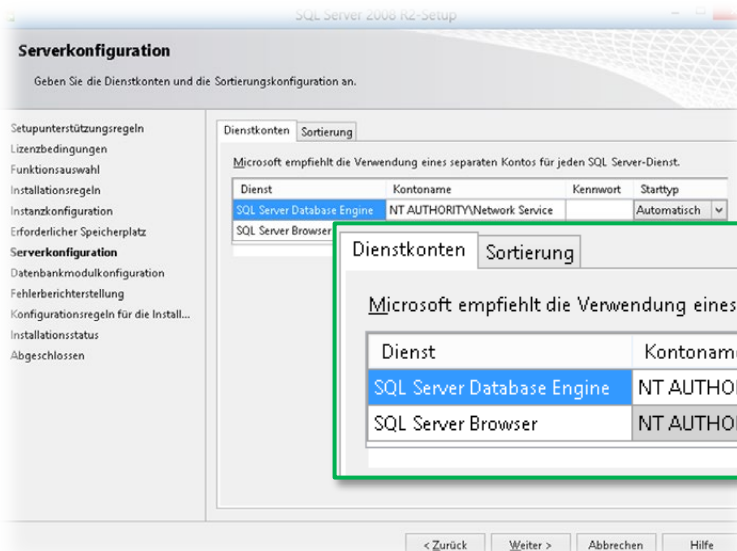 SQL Server 2008 R2-Setup
Serverkonfiguration
Geben Sie die Dienstkonten und die Sortierungskonfiguration an.
Setupunterstützungsregeln
Lizenzbedingungen
Funktionsauswahl
Installationsregeln
Instanzkonfiguration
Erforderlicher Speicherplatz
Serverkonfiguration
Datenbankmodulkonfiguration
Fehlerberichterstellung
Konfigurationsregeln für die Install...
Installationsstatus
Abgeschlossen
Dienstkonten Sortierung
Microsoft empfiehlt die Verwendung eines separaten Kontos für jeden SQL Server-Dienst.
Dienst Kontoname Kennwort Starttyp
SQL Server Database Engine NT AUTHORITY\Network Service Automatisch
SQL Server Browser
Dienstkonten Sortierung
Microsoft empfiehlt die Verwendung eines
Dienst Kontonam
SQL Server Database Engine NT AUTHO
SQL Server Browser NT AUTHO
< Zurück Weiter > Abbrechen Hilfe